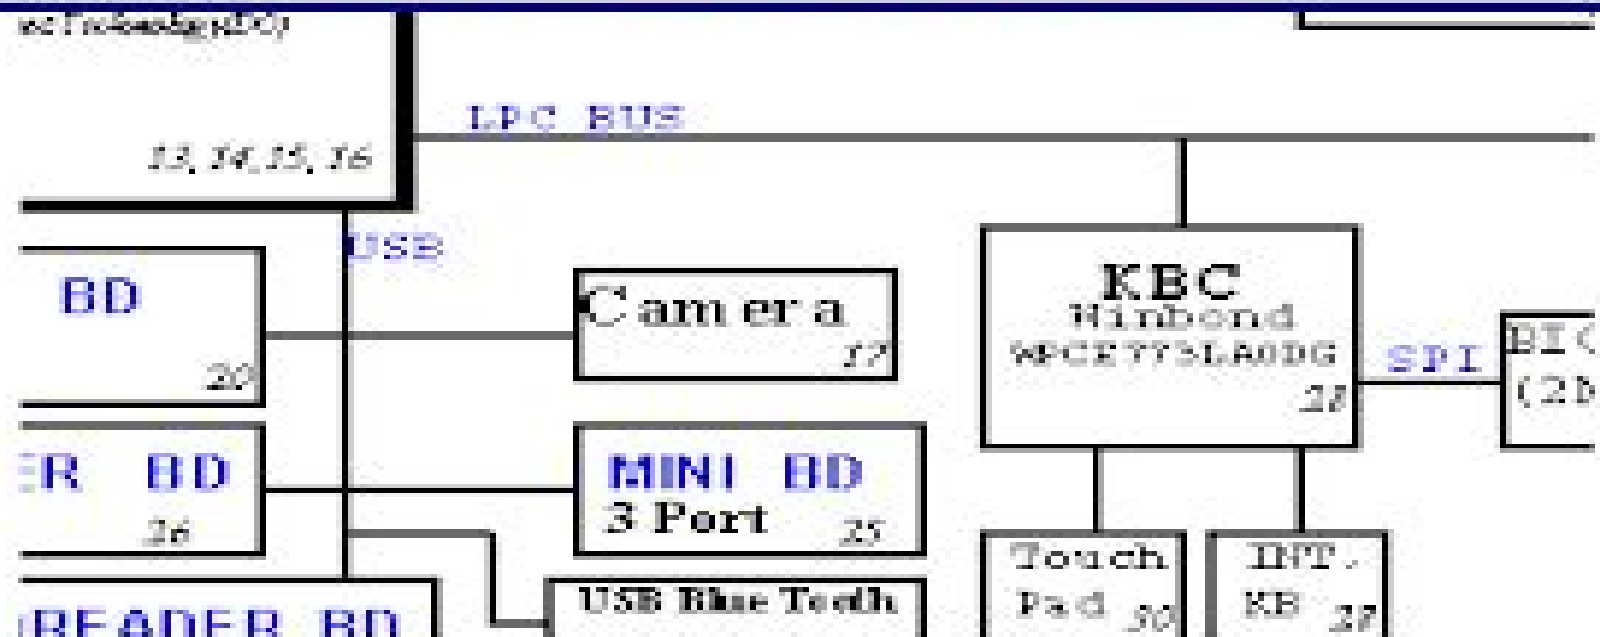 13, 14, 15, 16
LPC BUS
USB
BD
20
Camera
17
KBC
Winbond
SPI
28
ER BD
26
MINI BD
3 Port
25
READER BD
USB Blue Tooth
Touch
Pad 30
INT.
KB